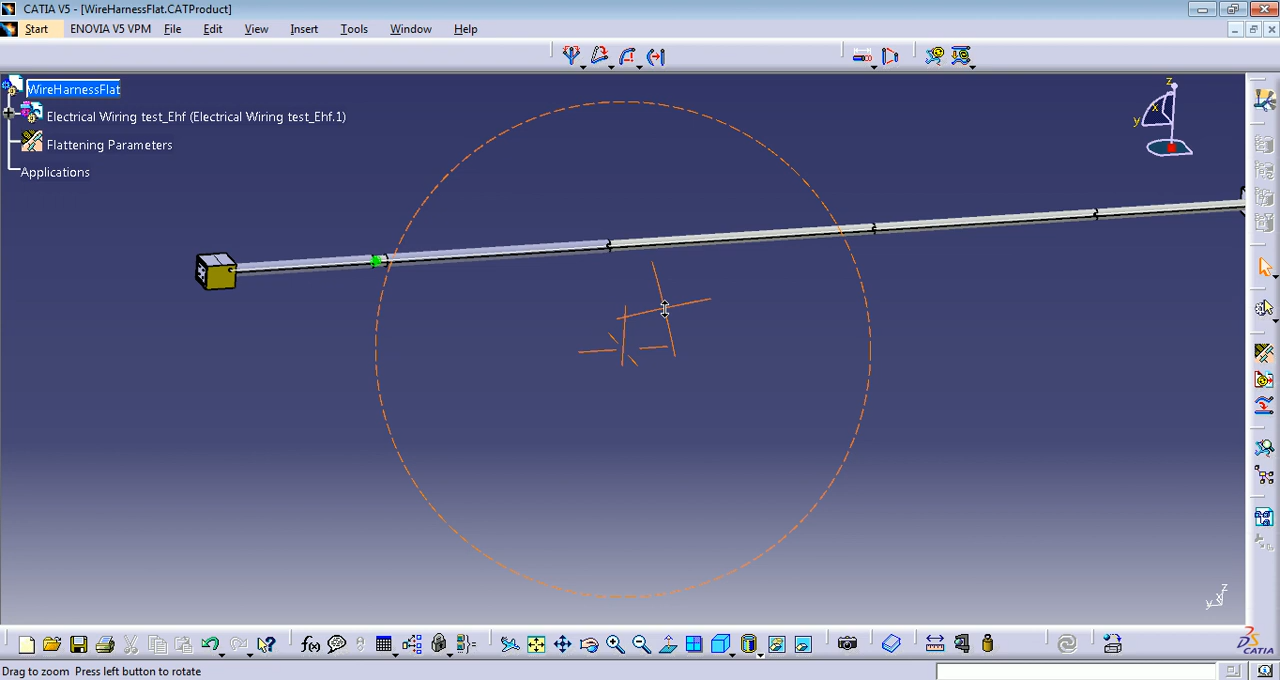 CATIA V5 - [WireHarnessFlat.CATProduct]
Start ENOVIA V5 VPM File Edit View Insert Tools Window Help
WireHarnessFlat
Electrical Wiring test_Ehf (Electrical Wiring test_Ehf.1)
Flattening Parameters
Applications
z
x
y
z
x
y
f(x)
CATIA
Drag to zoom Press left button to rotate